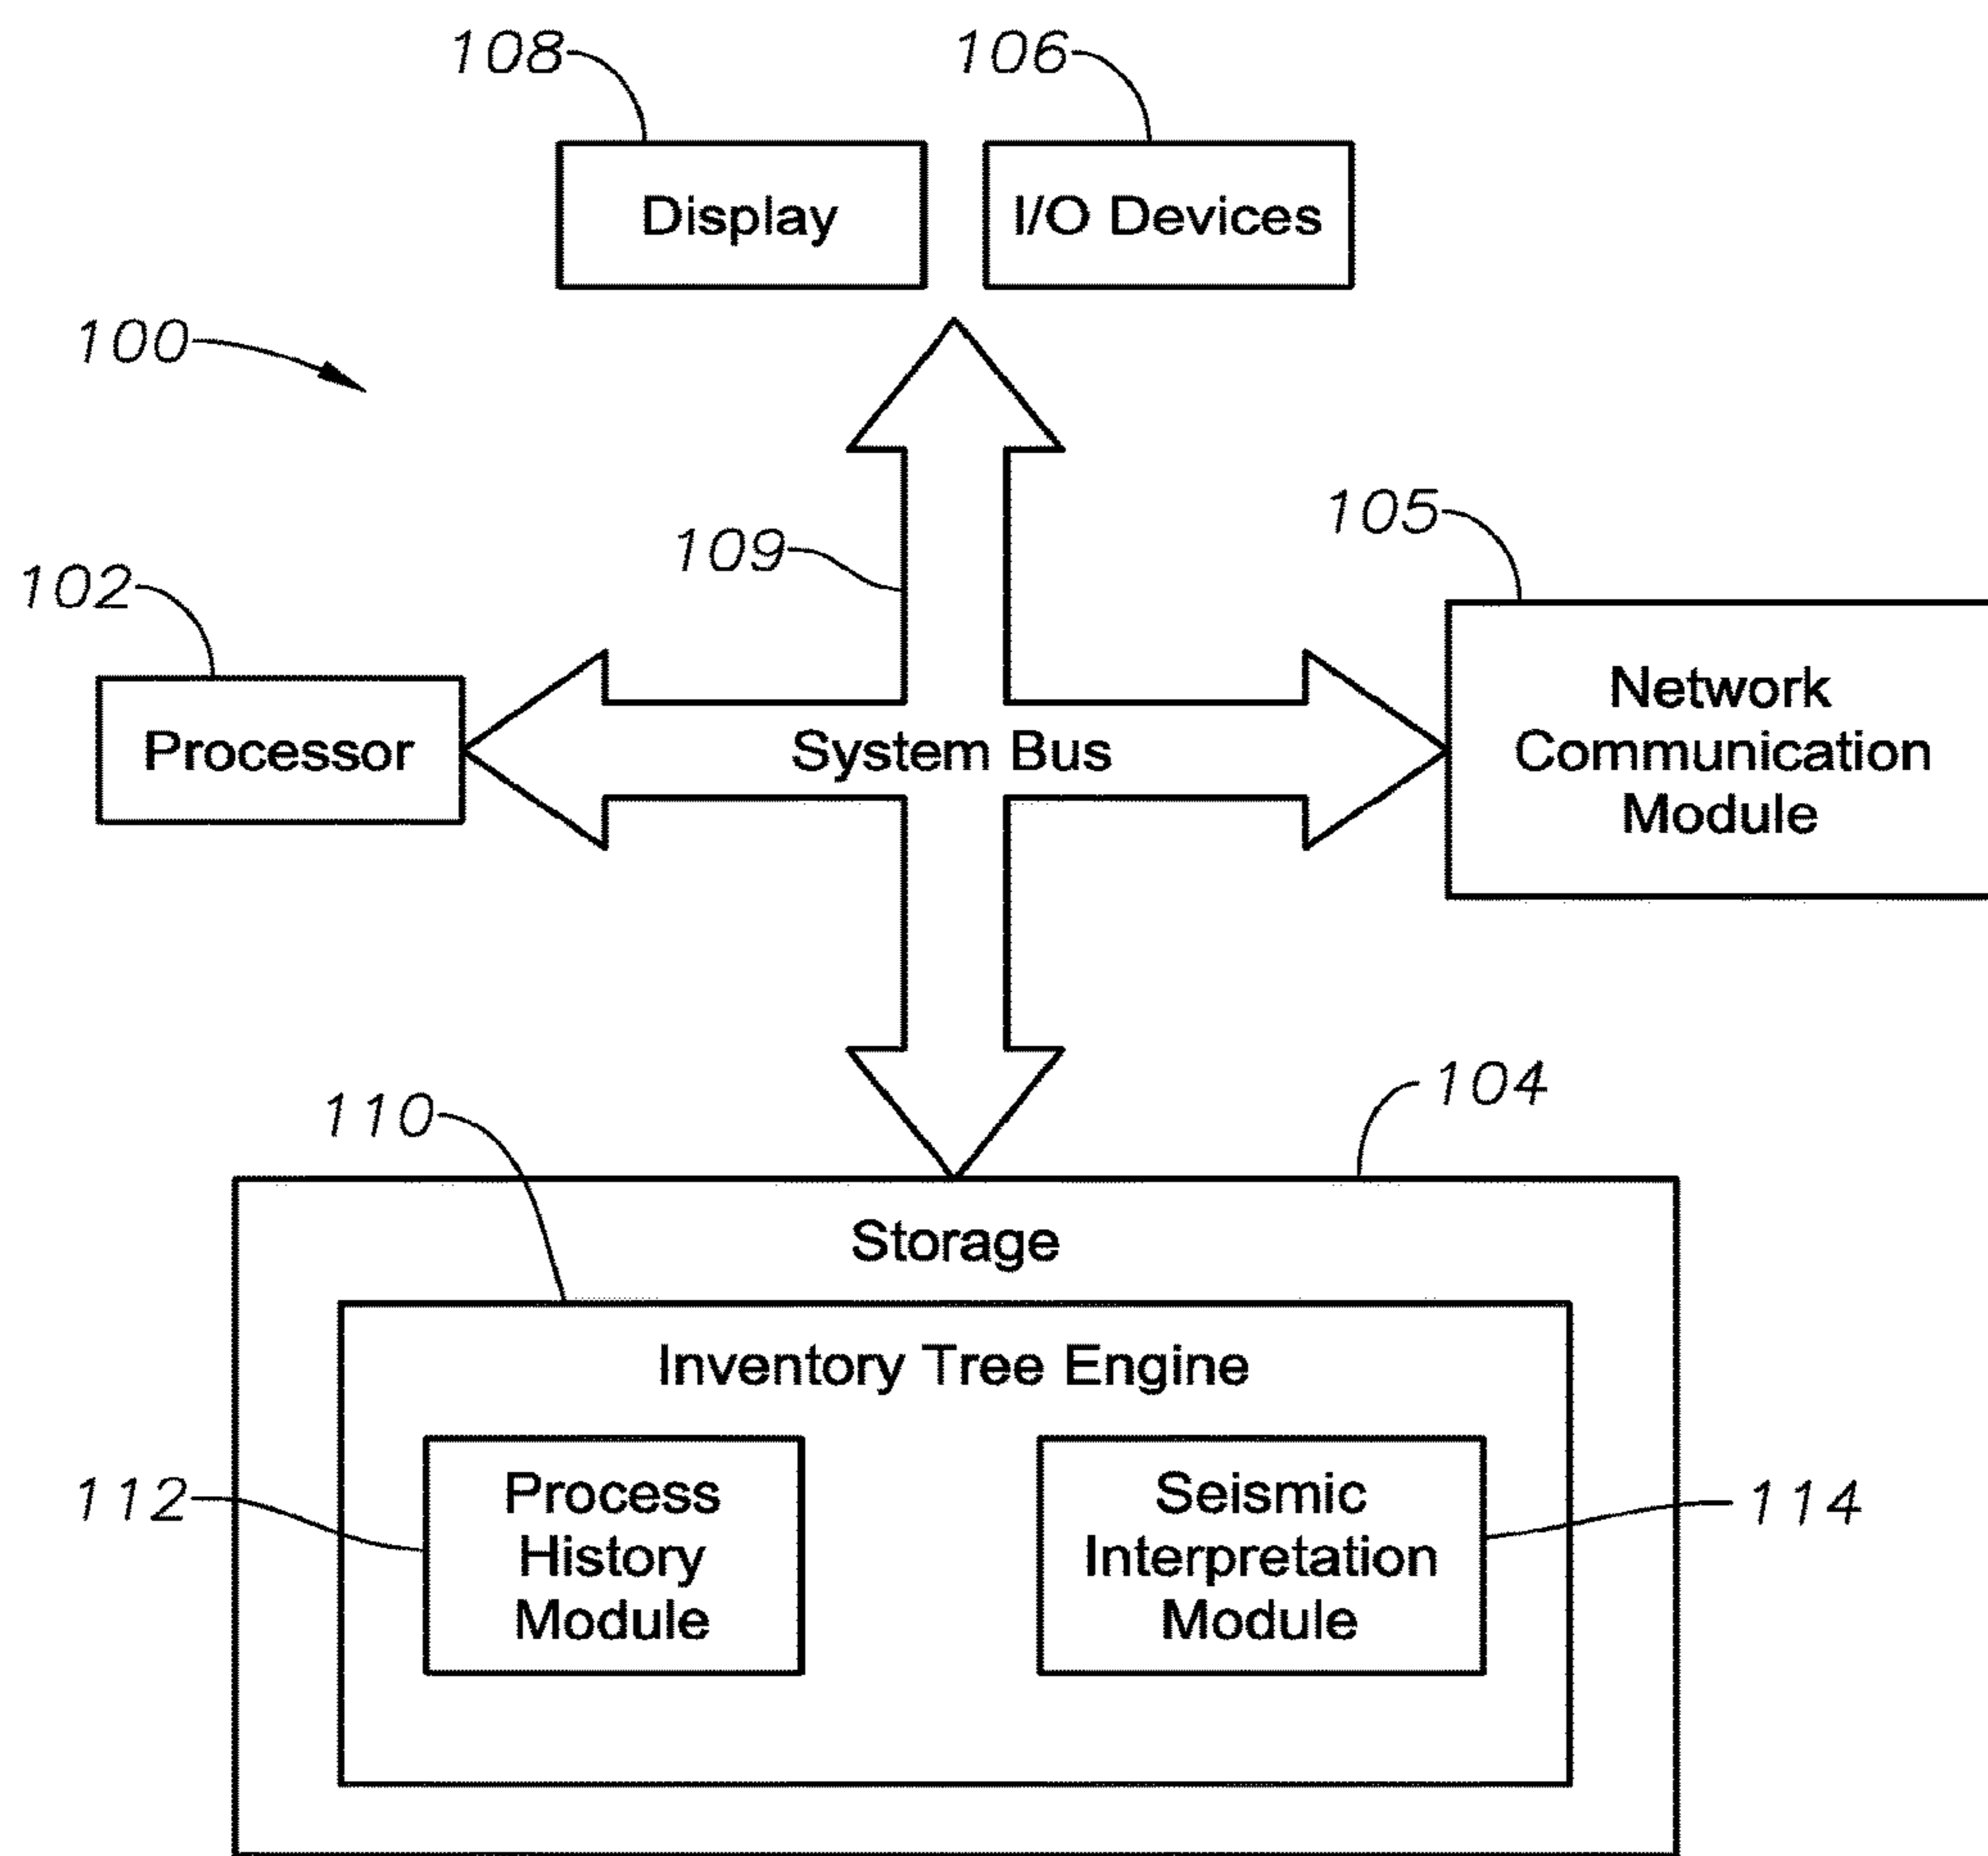 108
106
Display
I/O Devices
100
109
105
102
Processor
System Bus
Network
Communication
Module
110
104
Storage
Inventory Tree Engine
112
Process
History
Module
Seismic
Interpretation
Module
114